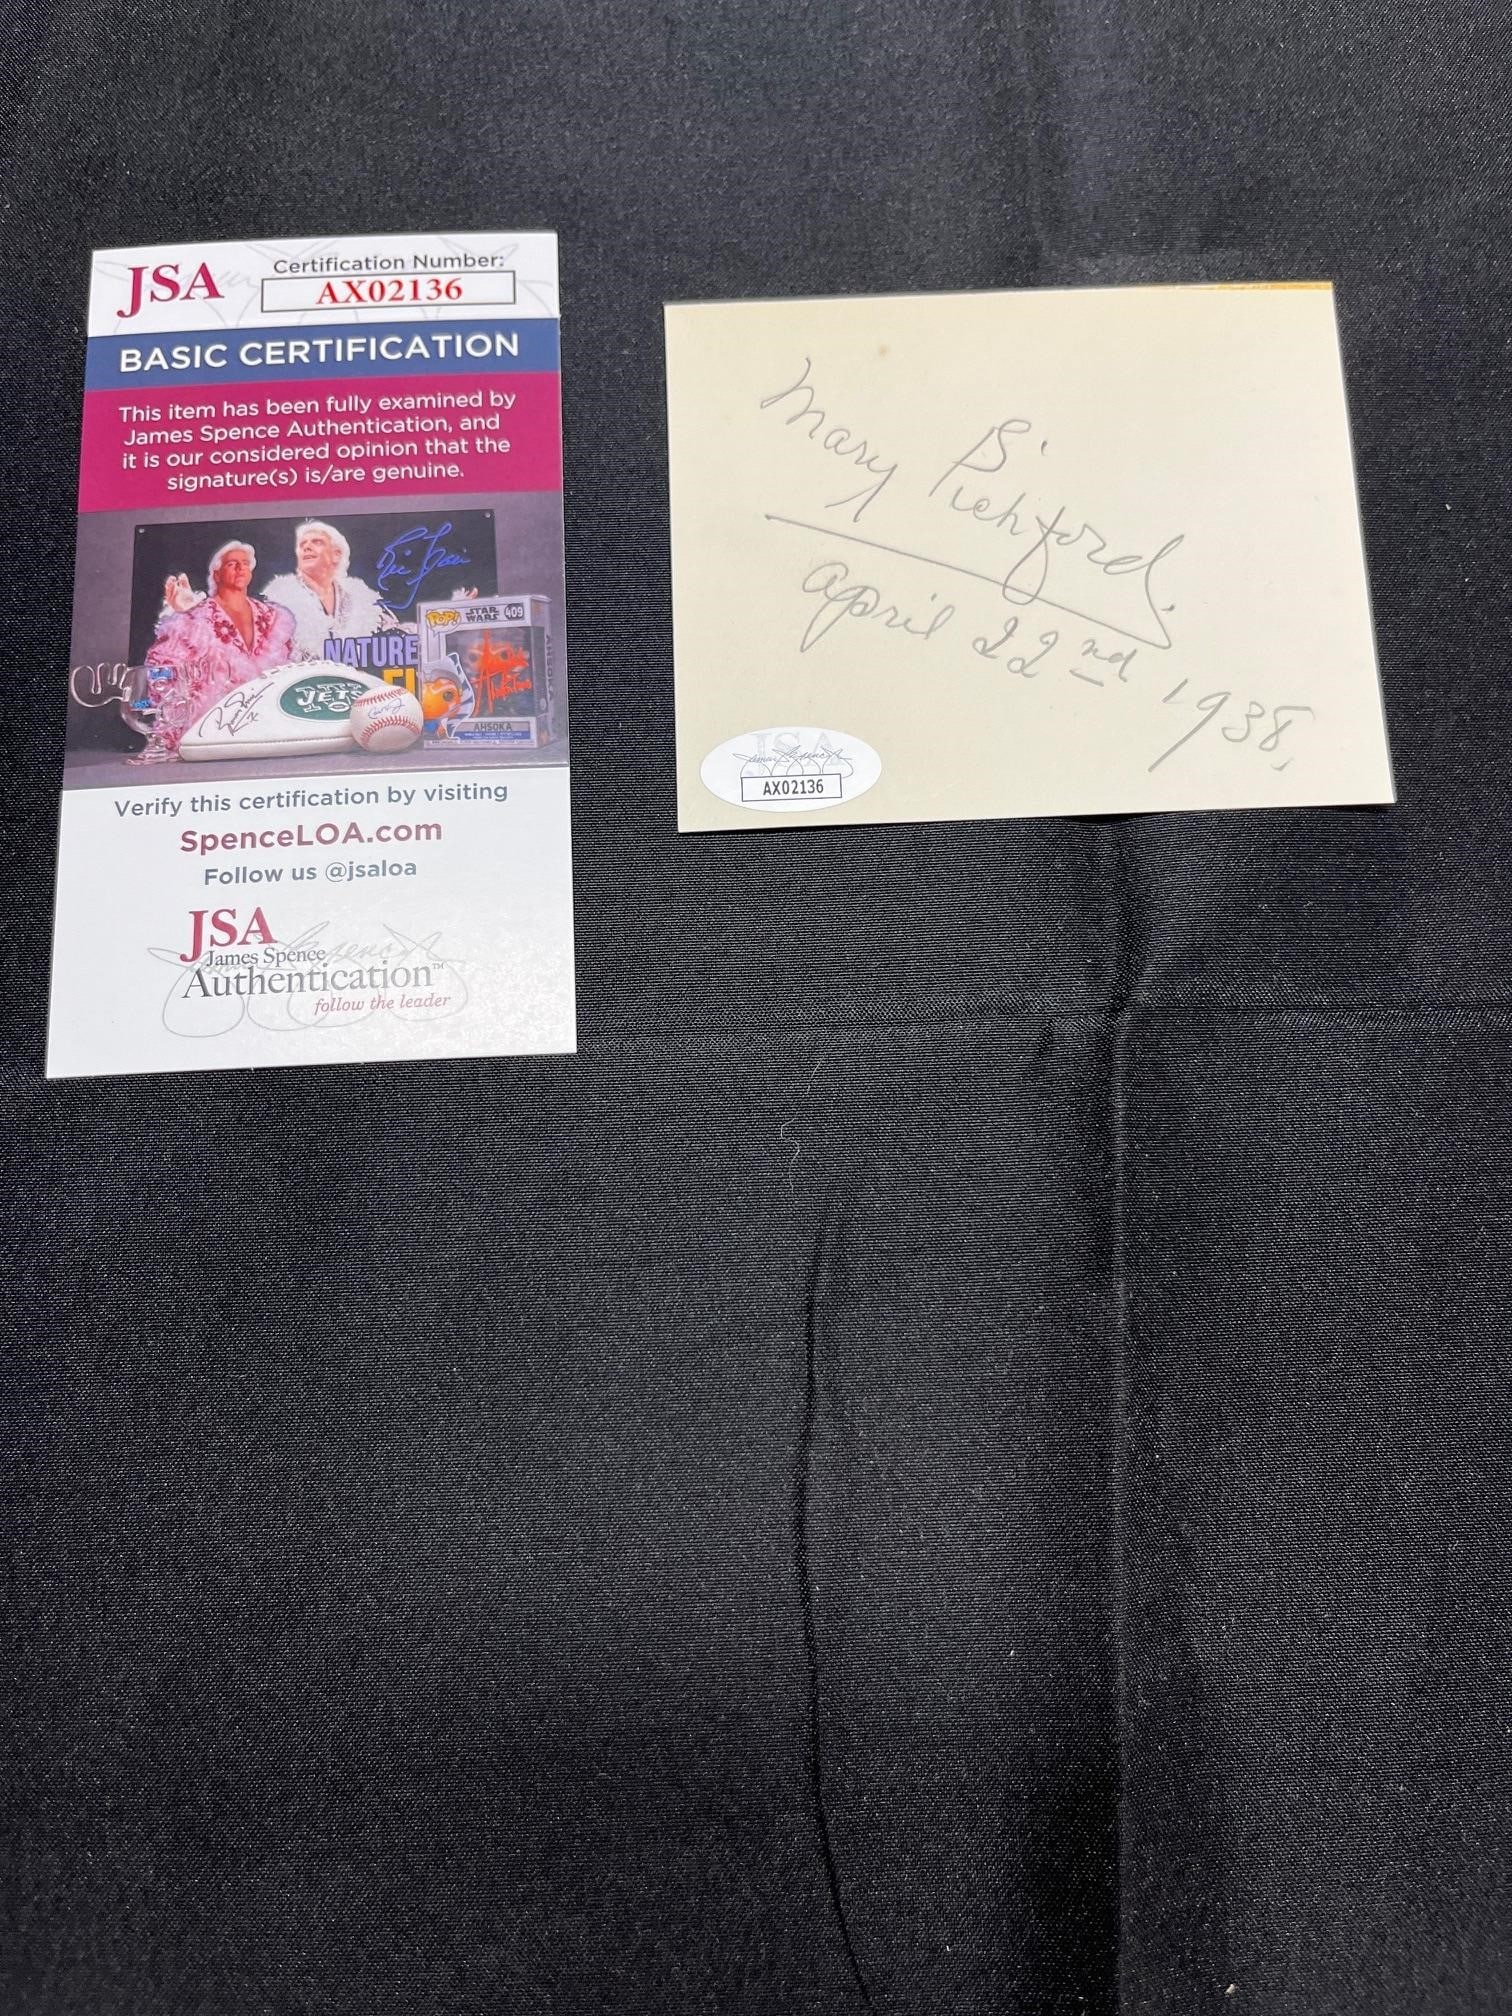 JSA
Certification Number:
AX02136
BASIC CERTIFICATION
This item has been fully examined by
James Spence Authentication, and
it is our considered opinion that the
signature(s) is/are genuine.
NATURE
POP!
STAR WARS
409
JETS
AHSOKA
Verify this certification by visiting
SpenceLOA.com
Follow us @jsaloa
JSA
James Spence
Authentication™
follow the leader
Mary Pickford.
April 22nd 1938,
JSA
AX02136